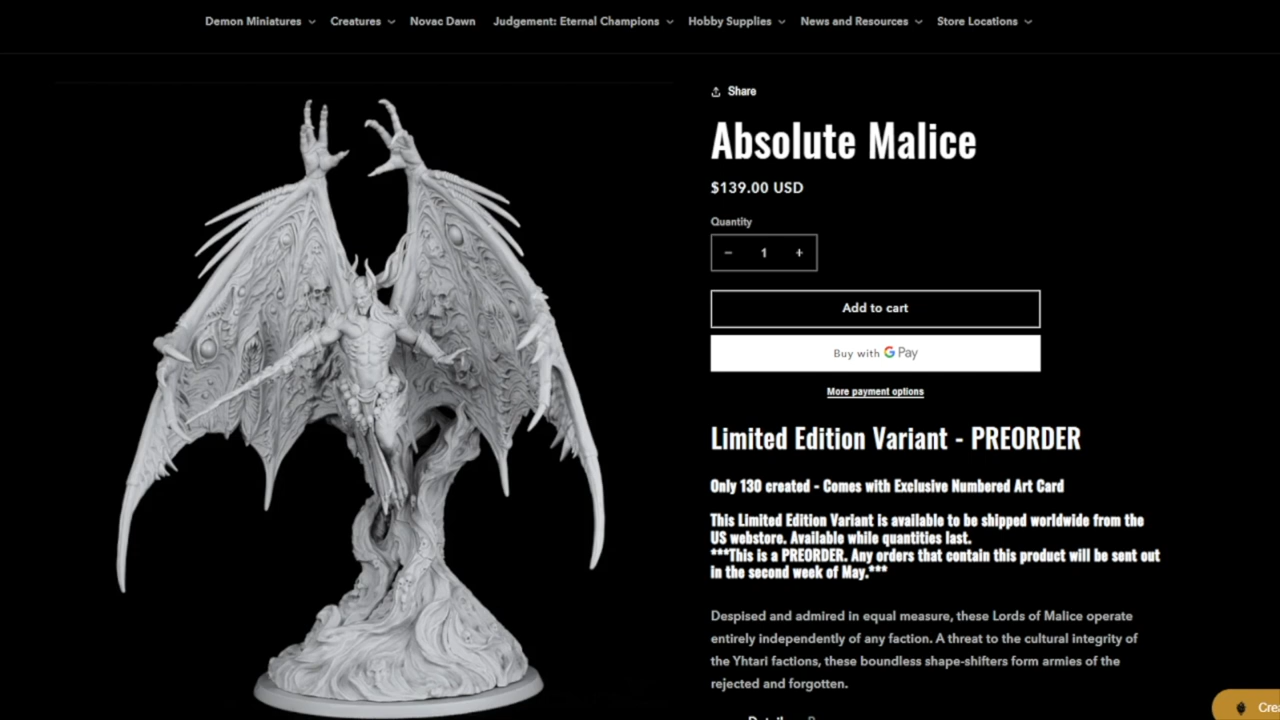 Demon Miniatures Creatures Novac Dawn Judgement: Eternal Champions Hobby Supplies News and Resources Store Locations
Share
Absolute Malice
$139.00 USD
Quantity
− 1 +
Add to cart
Buy with G Pay
More payment options
Limited Edition Variant - PREORDER
Only 130 created - Comes with Exclusive Numbered Art Card
This Limited Edition Variant is available to be shipped worldwide from the
US webstore. Available while quantities last.
***This is a PREORDER. Any orders that contain this product will be sent out
in the second week of May.***
Despised and admired in equal measure, these Lords of Malice operate
entirely independently of any faction. A threat to the cultural integrity of
the Yhtari factions, these boundless shape-shifters form armies of the
rejected and forgotten.